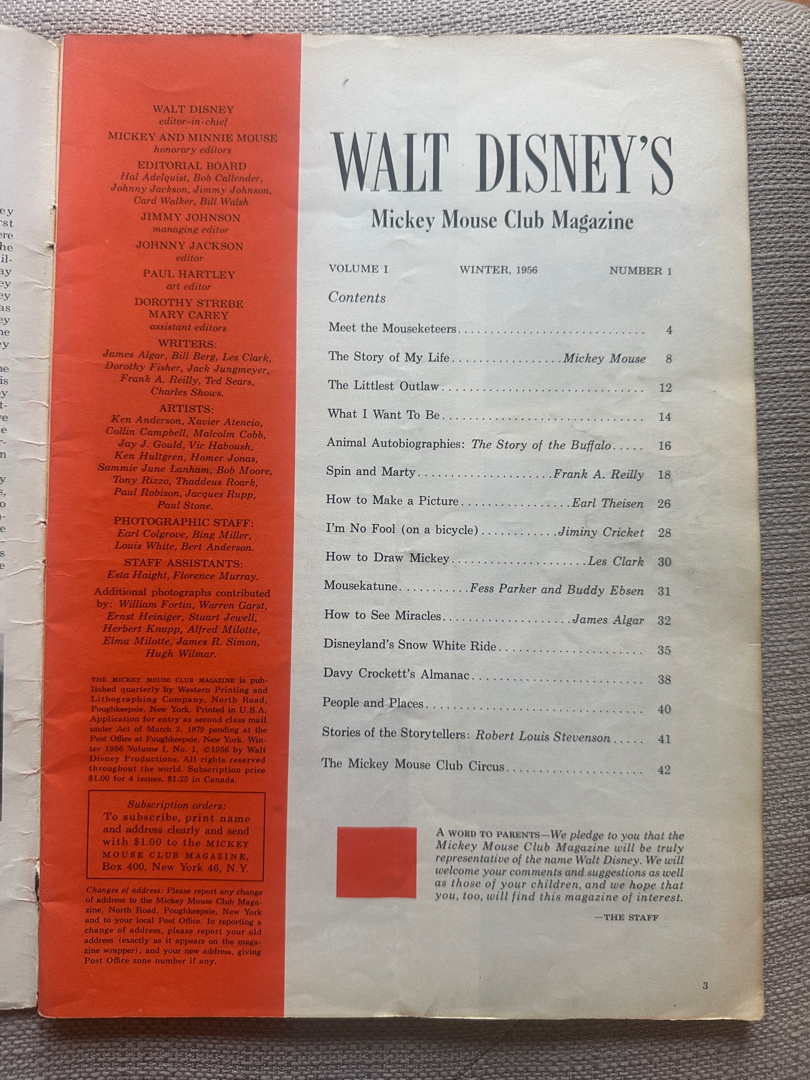 WALT DISNEY
editor-in-chief
MICKEY AND MINNIE MOUSE
honorary editors
EDITORIAL BOARD
Hal Adelquist, Bob Callender,
Johnny Jackson, Jimmy Johnson,
Card Walker, Bill Walsh
JIMMY JOHNSON
managing editor
JOHNNY JACKSON
editor
PAUL HARTLEY
art editor
DOROTHY STREBE
MARY CAREY
assistant editors
WRITERS:
James Algar, Bill Berg, Les Clark,
Dorothy Fisher, Jack Jungmeyer,
Frank A. Reilly, Ted Sears,
Charles Shows.
ARTISTS:
Ken Anderson, Xavier Atencio,
Collin Campbell, Malcolm Cobb,
Jay J. Gould, Vic Haboush,
Ken Hultgren, Homer Jonas,
Sammie June Lanham, Bob Moore,
Tony Rizzo, Thaddeus Roark,
Paul Robison, Jacques Rupp,
Paul Stone.
PHOTOGRAPHIC STAFF:
Earl Colgrove, Bing Miller,
Louis White, Bert Anderson.
STAFF ASSISTANTS:
Esta Haight, Florence Murray.
Additional photographs contributed
by: William Fortin, Warren Garst,
Ernst Heiniger, Stuart Jewell,
Herbert Knapp, Alfred Milotte,
Elma Milotte, James R. Simon,
Hugh Wilmar.
THE MICKEY MOUSE CLUB MAGAZINE is pub-
lished quarterly by Western Printing and
Lithographing Company, North Road,
Poughkeepsie, New York. Printed in U.S.A.
Application for entry as second class mail
under Act of March 3, 1879 pending at the
Post Office at Poughkeepsie, New York. Win-
ter 1956 Volume I, No. 1, ©1956 by Walt
Disney Productions. All rights reserved
throughout the world. Subscription price
$1.00 for 4 issues, $1.25 in Canada.
Subscription orders:
To subscribe, print name
and address clearly and send
with $1.00 to the MICKEY
MOUSE CLUB MAGAZINE,
Box 400, New York 46, N.Y.
Changes of address: Please report any change
of address to the Mickey Mouse Club Maga-
zine, North Road, Poughkeepsie, New York
and to your local Post Office. In reporting a
change of address, please report your old
address (exactly as it appears on the maga-
zine wrapper), and your new address, giving
Post Office zone number if any.
WALT DISNEY'S
Mickey Mouse Club Magazine
VOLUME I WINTER, 1956 NUMBER 1
Contents
Meet the Mouseketeers............................ 4
The Story of My Life.................Mickey Mouse 8
The Littlest Outlaw............................... 12
What I Want To Be................................. 14
Animal Autobiographies: The Story of the Buffalo..... 16
Spin and Marty.....................Frank A. Reilly 18
How to Make a Picture.................Earl Theisen 26
I'm No Fool (on a bicycle)...........Jiminy Cricket 28
How to Draw Mickey....................Les Clark 30
Mousekatune...........Fess Parker and Buddy Ebsen 31
How to See Miracles...................James Algar 32
Disneyland's Snow White Ride...................... 35
Davy Crockett's Almanac.......................... 38
People and Places................................. 40
Stories of the Storytellers: Robert Louis Stevenson..... 41
The Mickey Mouse Club Circus..................... 42
A WORD TO PARENTS—We pledge to you that the
Mickey Mouse Club Magazine will be truly
representative of the name Walt Disney. We will
welcome your comments and suggestions as well
as those of your children, and we hope that
you, too, will find this magazine of interest.
—THE STAFF
3